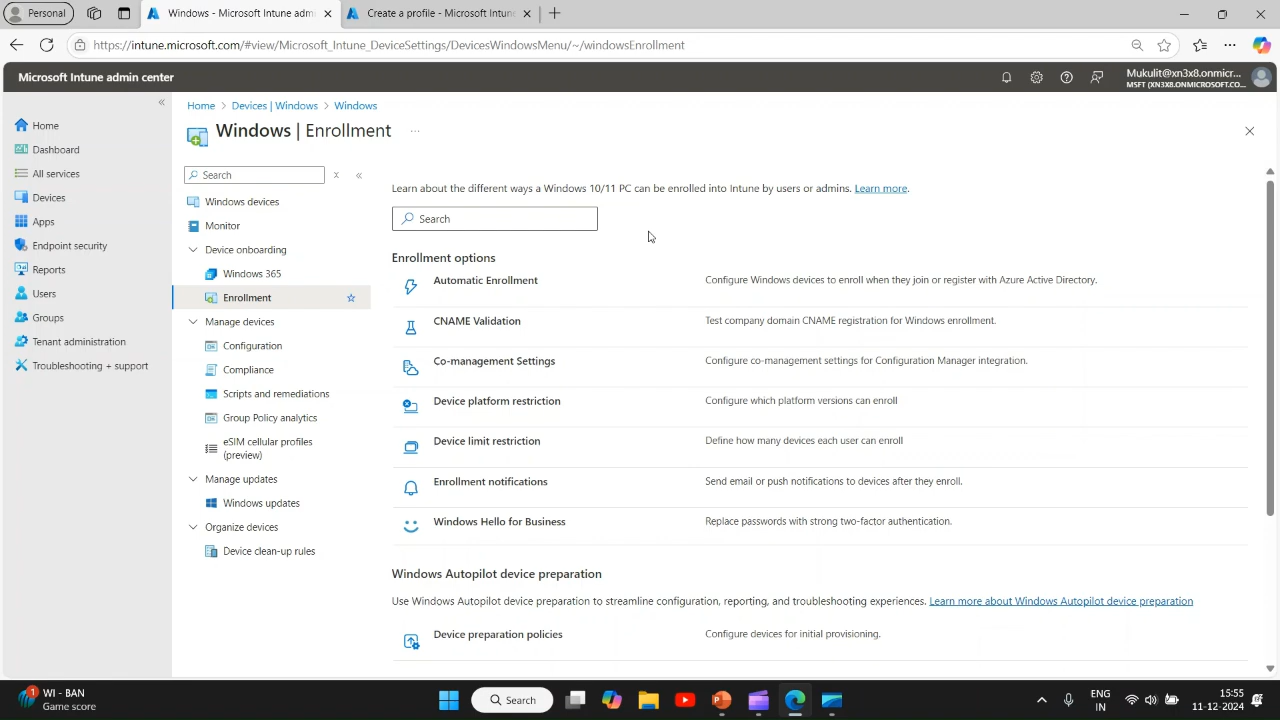 Personal
Windows - Microsoft Intune admi
Create a profile - Microsoft Intun
https://intune.microsoft.com/#view/Microsoft_Intune_DeviceSettings/DevicesWindowsMenu/~/windowsEnrollment
Microsoft Intune admin center
Mukulit@xn3x8.onmicr...
MSFT (XN3X8.ONMICROSOFT.CO...
Home
Dashboard
All services
Devices
Apps
Endpoint security
Reports
Users
Groups
Tenant administration
Troubleshooting + support
Home > Devices | Windows > Windows
Windows | Enrollment
Search
Windows devices
Monitor
Device onboarding
Windows 365
Enrollment
Manage devices
Configuration
Compliance
Scripts and remediations
Group Policy analytics
eSIM cellular profiles
(preview)
Manage updates
Windows updates
Organize devices
Device clean-up rules
Learn about the different ways a Windows 10/11 PC can be enrolled into Intune by users or admins. Learn more.
Search
Enrollment options
Automatic Enrollment Configure Windows devices to enroll when they join or register with Azure Active Directory.
CNAME Validation Test company domain CNAME registration for Windows enrollment.
Co-management Settings Configure co-management settings for Configuration Manager integration.
Device platform restriction Configure which platform versions can enroll
Device limit restriction Define how many devices each user can enroll
Enrollment notifications Send email or push notifications to devices after they enroll.
Windows Hello for Business Replace passwords with strong two-factor authentication.
Windows Autopilot device preparation
Use Windows Autopilot device preparation to streamline configuration, reporting, and troubleshooting experiences. Learn more about Windows Autopilot device preparation
Device preparation policies Configure devices for initial provisioning.
1
WI - BAN
Game score
Search
ENG
IN
15:55
11-12-2024